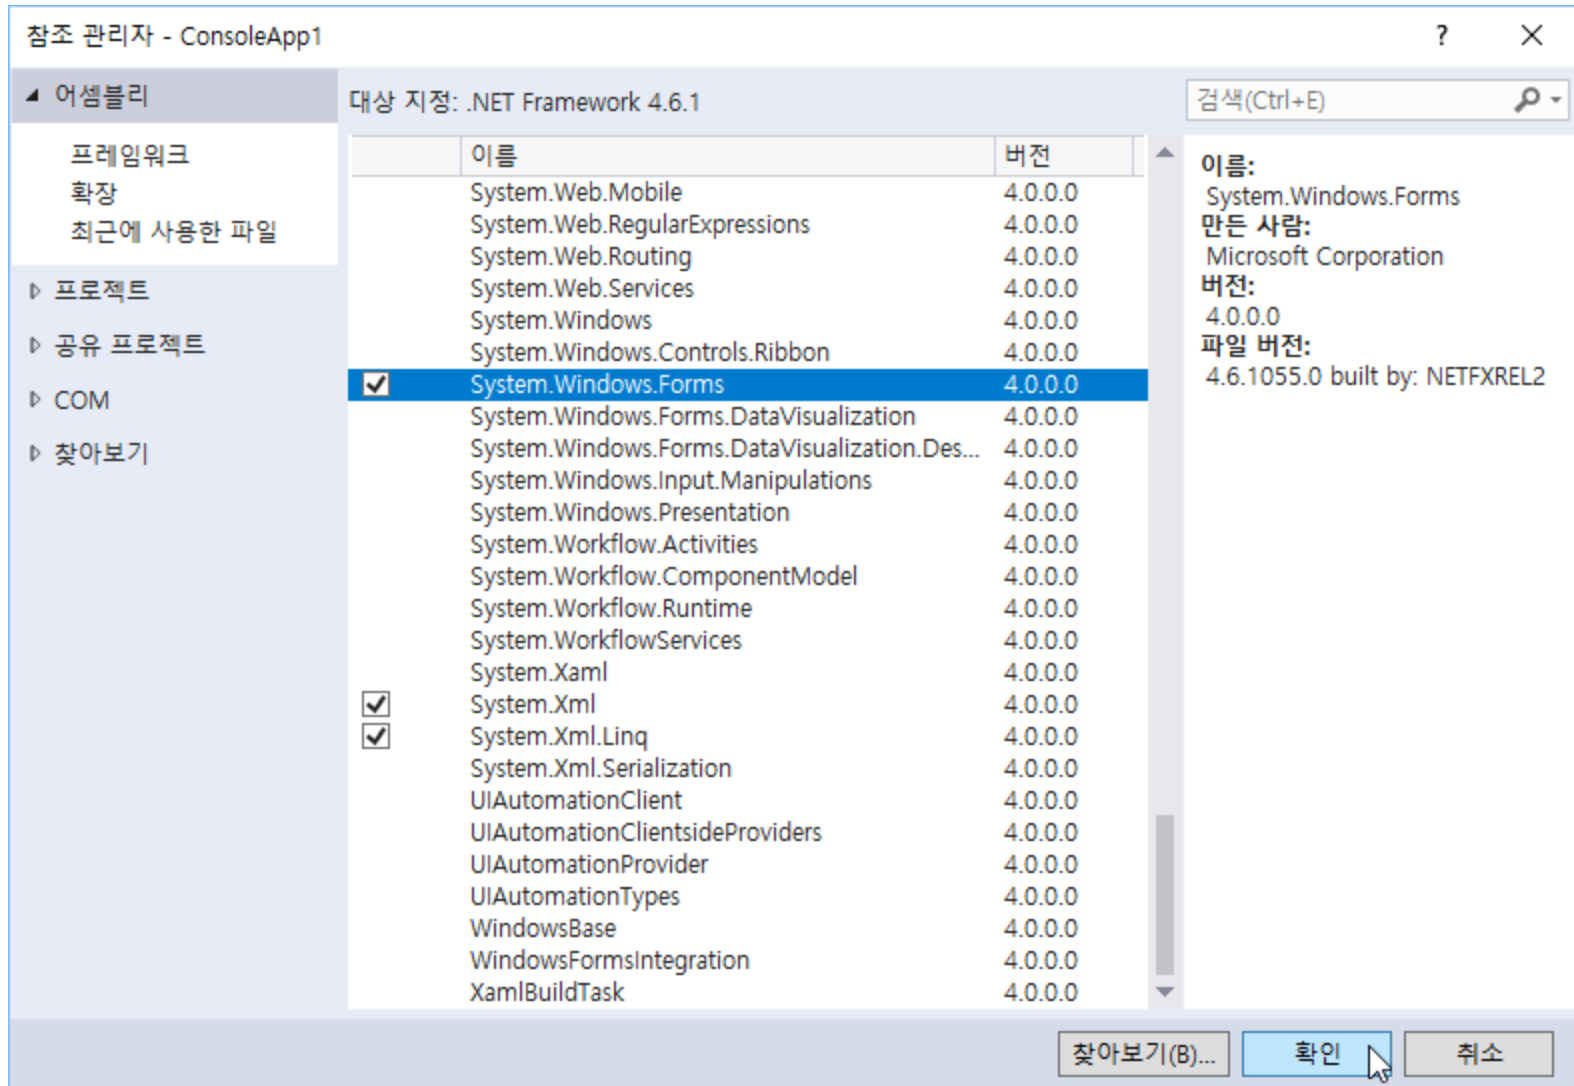 참조 관리자 - ConsoleApp1
?
어셈블리
프레임워크
확장
최근에 사용한 파일
프로젝트
공유 프로젝트
COM
찾아보기
대상 지정: .NET Framework 4.6.1
검색(Ctrl+E)
이름 버전
System.Web.Mobile 4.0.0.0
System.Web.RegularExpressions 4.0.0.0
System.Web.Routing 4.0.0.0
System.Web.Services 4.0.0.0
System.Windows 4.0.0.0
System.Windows.Controls.Ribbon 4.0.0.0
System.Windows.Forms 4.0.0.0
System.Windows.Forms.DataVisualization 4.0.0.0
System.Windows.Forms.DataVisualization.Des... 4.0.0.0
System.Windows.Input.Manipulations 4.0.0.0
System.Windows.Presentation 4.0.0.0
System.Workflow.Activities 4.0.0.0
System.Workflow.ComponentModel 4.0.0.0
System.Workflow.Runtime 4.0.0.0
System.WorkflowServices 4.0.0.0
System.Xaml 4.0.0.0
System.Xml 4.0.0.0
System.Xml.Linq 4.0.0.0
System.Xml.Serialization 4.0.0.0
UIAutomationClient 4.0.0.0
UIAutomationClientsideProviders 4.0.0.0
UIAutomationProvider 4.0.0.0
UIAutomationTypes 4.0.0.0
WindowsBase 4.0.0.0
WindowsFormsIntegration 4.0.0.0
XamlBuildTask 4.0.0.0
이름:
System.Windows.Forms
만든 사람:
Microsoft Corporation
버전:
4.0.0.0
파일 버전:
4.6.1055.0 built by: NETFXREL2
찾아보기(B)...
확인
취소